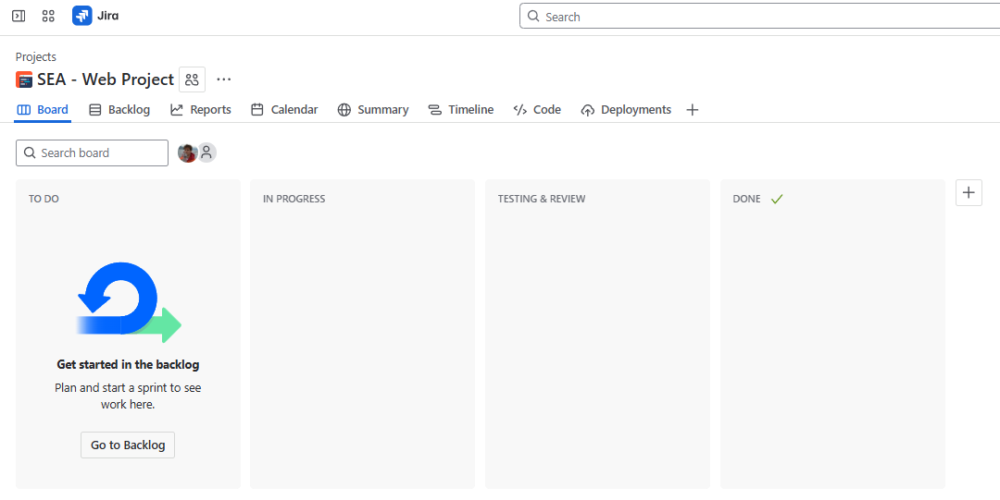 Jira
Search
Projects
SEA - Web Project
Board Backlog Reports Calendar Summary Timeline Code Deployments
Search board
TO DO
IN PROGRESS
TESTING & REVIEW
DONE
Get started in the backlog
Plan and start a sprint to see
work here.
Go to Backlog